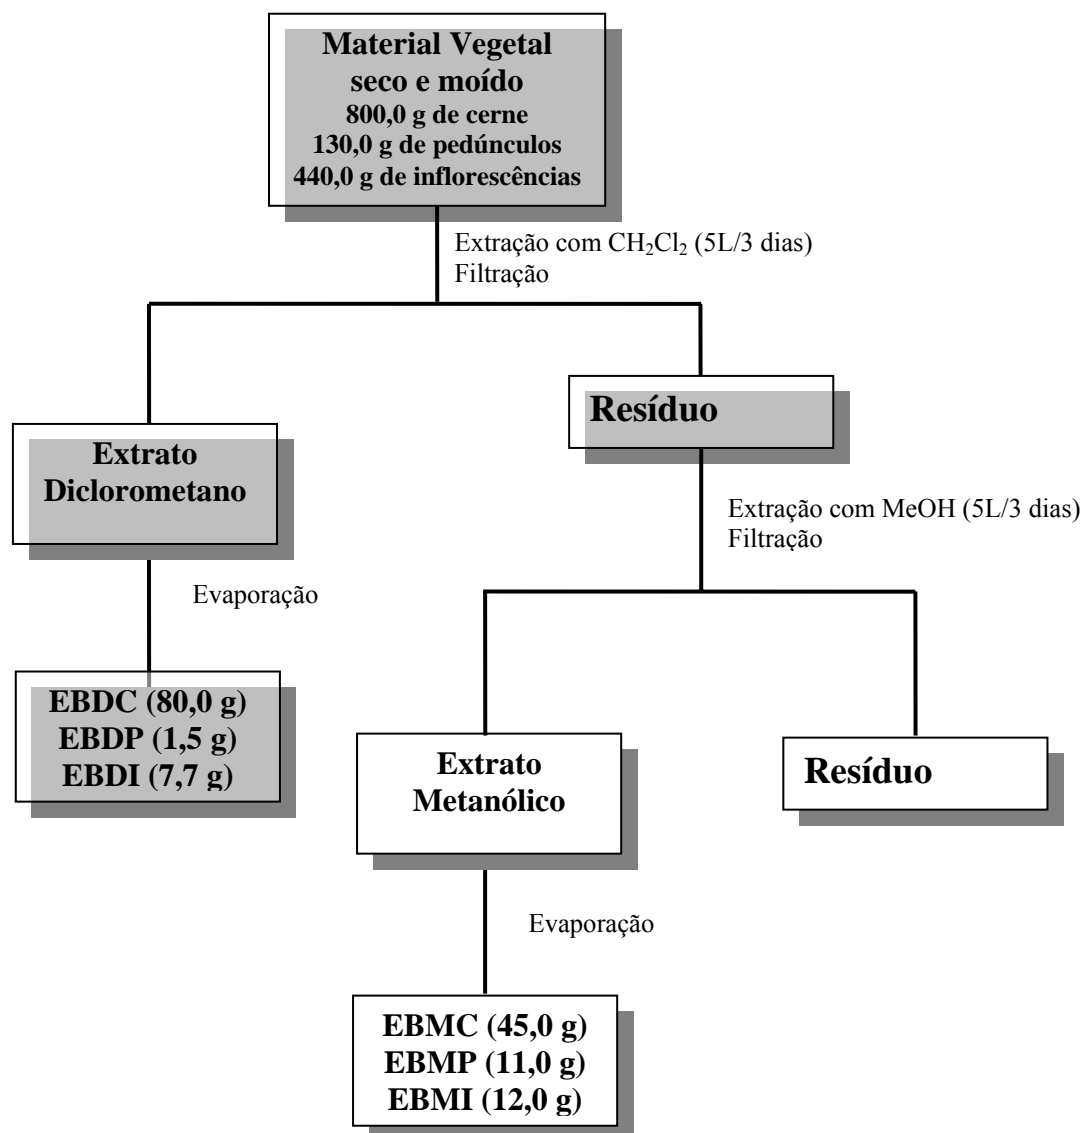 Material Vegetal
seco e moído
800,0 g de cerne
130,0 g de pedúnculos
440,0 g de inflorescências
Extração com CH₂Cl₂ (5L/3 dias)
Filtração
Resíduo
Extrato
Diclorometano
Extração com MeOH (5L/3 dias)
Filtração
Evaporação
EBDC (80,0 g)
EBDP (1,5 g)
EBDI (7,7 g)
Extrato
Metanólico
Resíduo
Evaporação
EBMC (45,0 g)
EBMP (11,0 g)
EBMI (12,0 g)